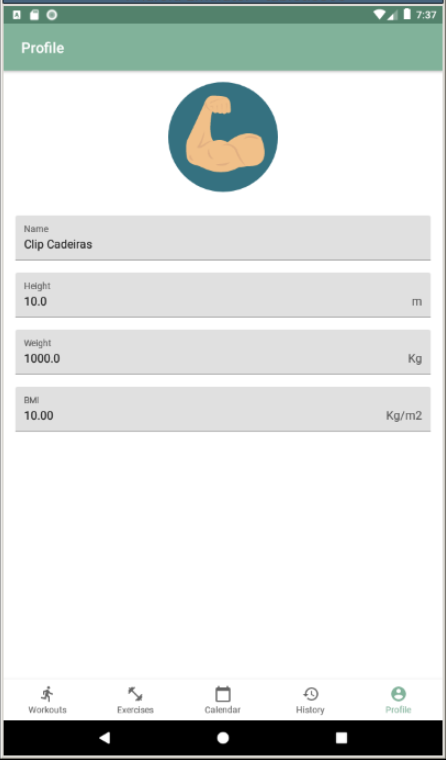 7:37
Profile
Name
Clip Cadeiras
Height
10.0 m
Weight
1000.0 Kg
BMI
10.00 Kg/m2
Workouts Exercises Calendar History Profile